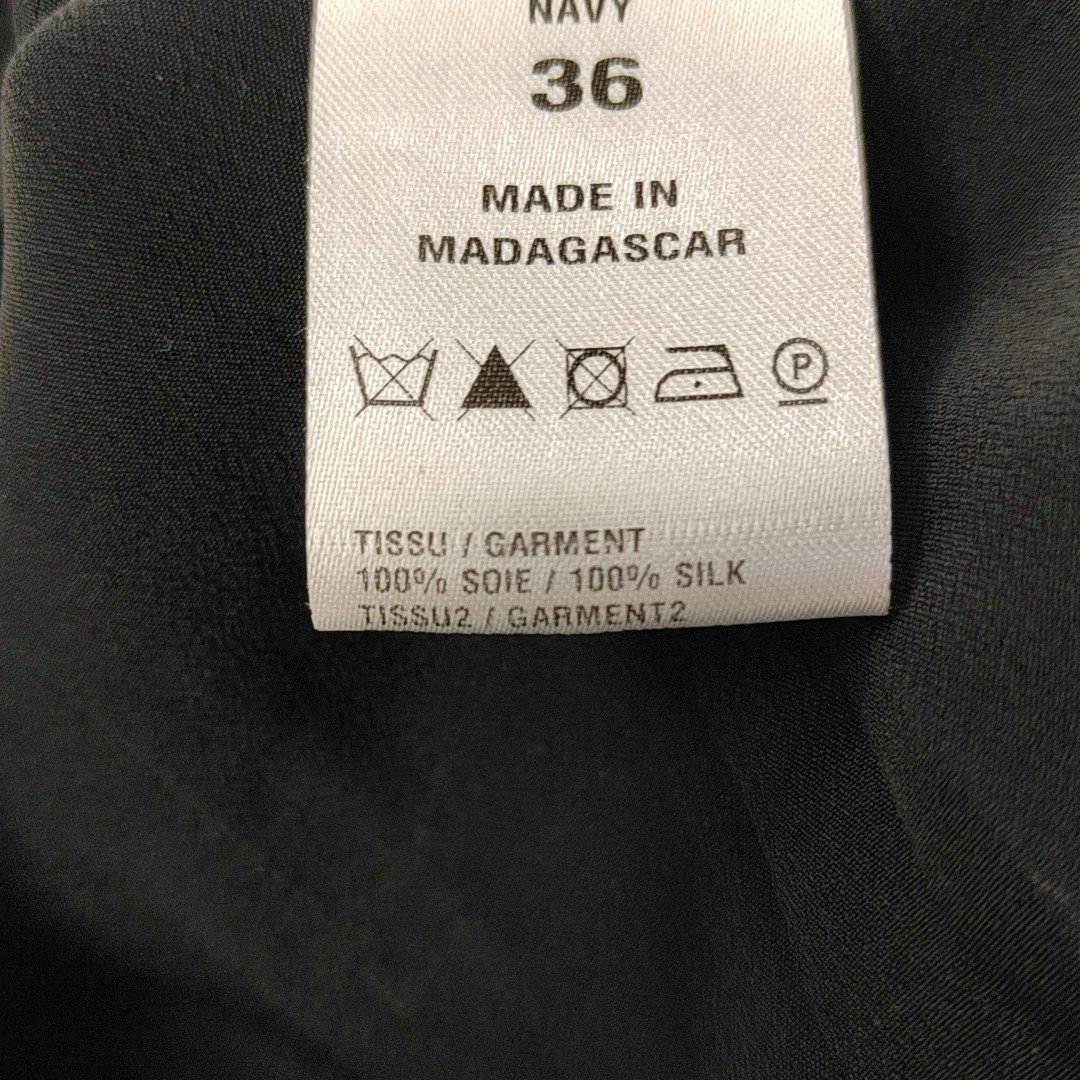 NAVY
36
MADE IN
MADAGASCAR
P
TISSU / GARMENT
100% SOIE / 100% SILK
TISSU2 / GARMENT2